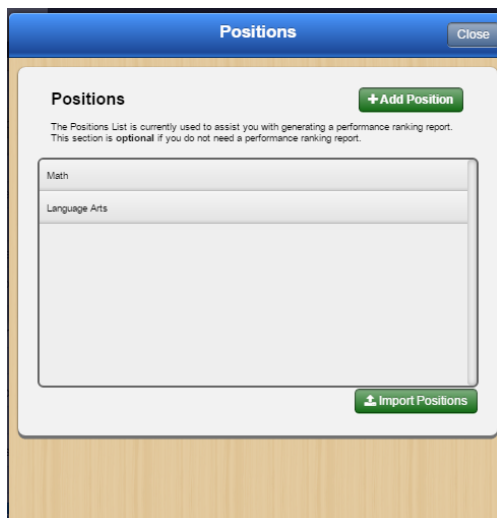 Positions
Close
Positions
+Add Position
The Positions List is currently used to assist you with generating a performance ranking report.
This section is optional if you do not need a performance ranking report.
Math
Language Arts
Import Positions